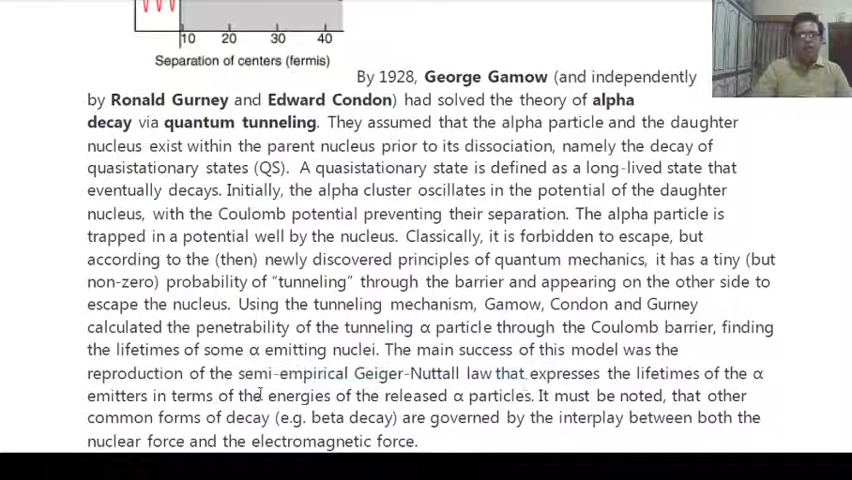 10 20 30 40
Separation of centers (fermis)
By 1928, George Gamow (and independently
by Ronald Gurney and Edward Condon) had solved the theory of alpha
decay via quantum tunneling. They assumed that the alpha particle and the daughter
nucleus exist within the parent nucleus prior to its dissociation, namely the decay of
quasistationary states (QS). A quasistationary state is defined as a long-lived state that
eventually decays. Initially, the alpha cluster oscillates in the potential of the daughter
nucleus, with the Coulomb potential preventing their separation. The alpha particle is
trapped in a potential well by the nucleus. Classically, it is forbidden to escape, but
according to the (then) newly discovered principles of quantum mechanics, it has a tiny (but
non-zero) probability of “tunneling” through the barrier and appearing on the other side to
escape the nucleus. Using the tunneling mechanism, Gamow, Condon and Gurney
calculated the penetrability of the tunneling α particle through the Coulomb barrier, finding
the lifetimes of some α emitting nuclei. The main success of this model was the
reproduction of the semi-empirical Geiger-Nuttall law that expresses the lifetimes of the α
emitters in terms of the energies of the released α particles. It must be noted, that other
common forms of decay (e.g. beta decay) are governed by the interplay between both the
nuclear force and the electromagnetic force.